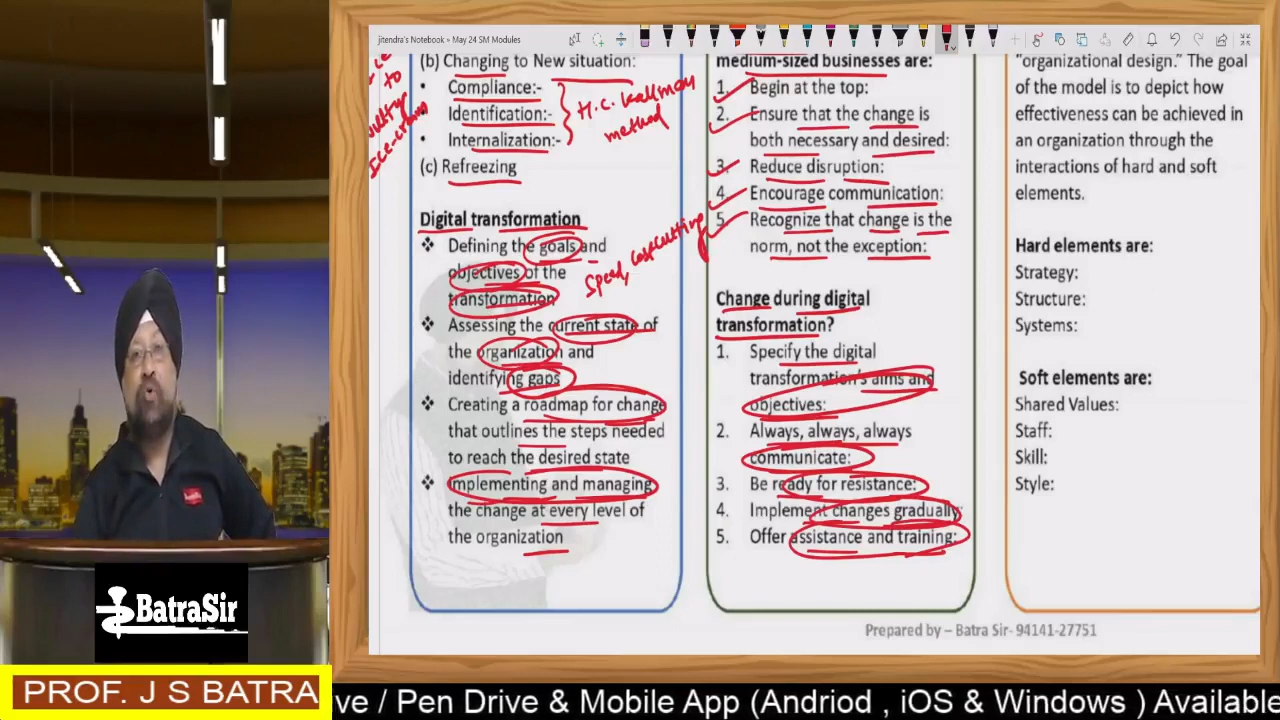 jitendra's Notebook » May 24 SM Modules
(b) Changing to New situation:
• Compliance:-
• Identification:-
• Internalization:-
(c) Refreezing
H.C. Kallman
method
to
Digital transformation
❖ Defining the goals and
objectives of the
transformation
❖ Assessing the current state of
the organization and
identifying gaps
❖ Creating a roadmap for change
that outlines the steps needed
to reach the desired state
❖ Implementing and managing
the change at every level of
the organization
Speed, costcutting
medium-sized businesses are:
1. Begin at the top:
2. Ensure that the change is
both necessary and desired:
3. Reduce disruption:
4. Encourage communication:
5. Recognize that change is the
norm, not the exception:
Change during digital
transformation?
1. Specify the digital
transformation's aims and
objectives:
2. Always, always, always
communicate:
3. Be ready for resistance:
4. Implement changes gradually:
5. Offer assistance and training:
"organizational design." The goal
of the model is to depict how
effectiveness can be achieved in
an organization through the
interactions of hard and soft
elements.
Hard elements are:
Strategy:
Structure:
Systems:
Soft elements are:
Shared Values:
Staff:
Skill:
Style:
Prepared by – Batra Sir- 94141-27751
BatraSir
PROF. J S BATRA
ve / Pen Drive & Mobile App (Andriod , iOS & Windows ) Available